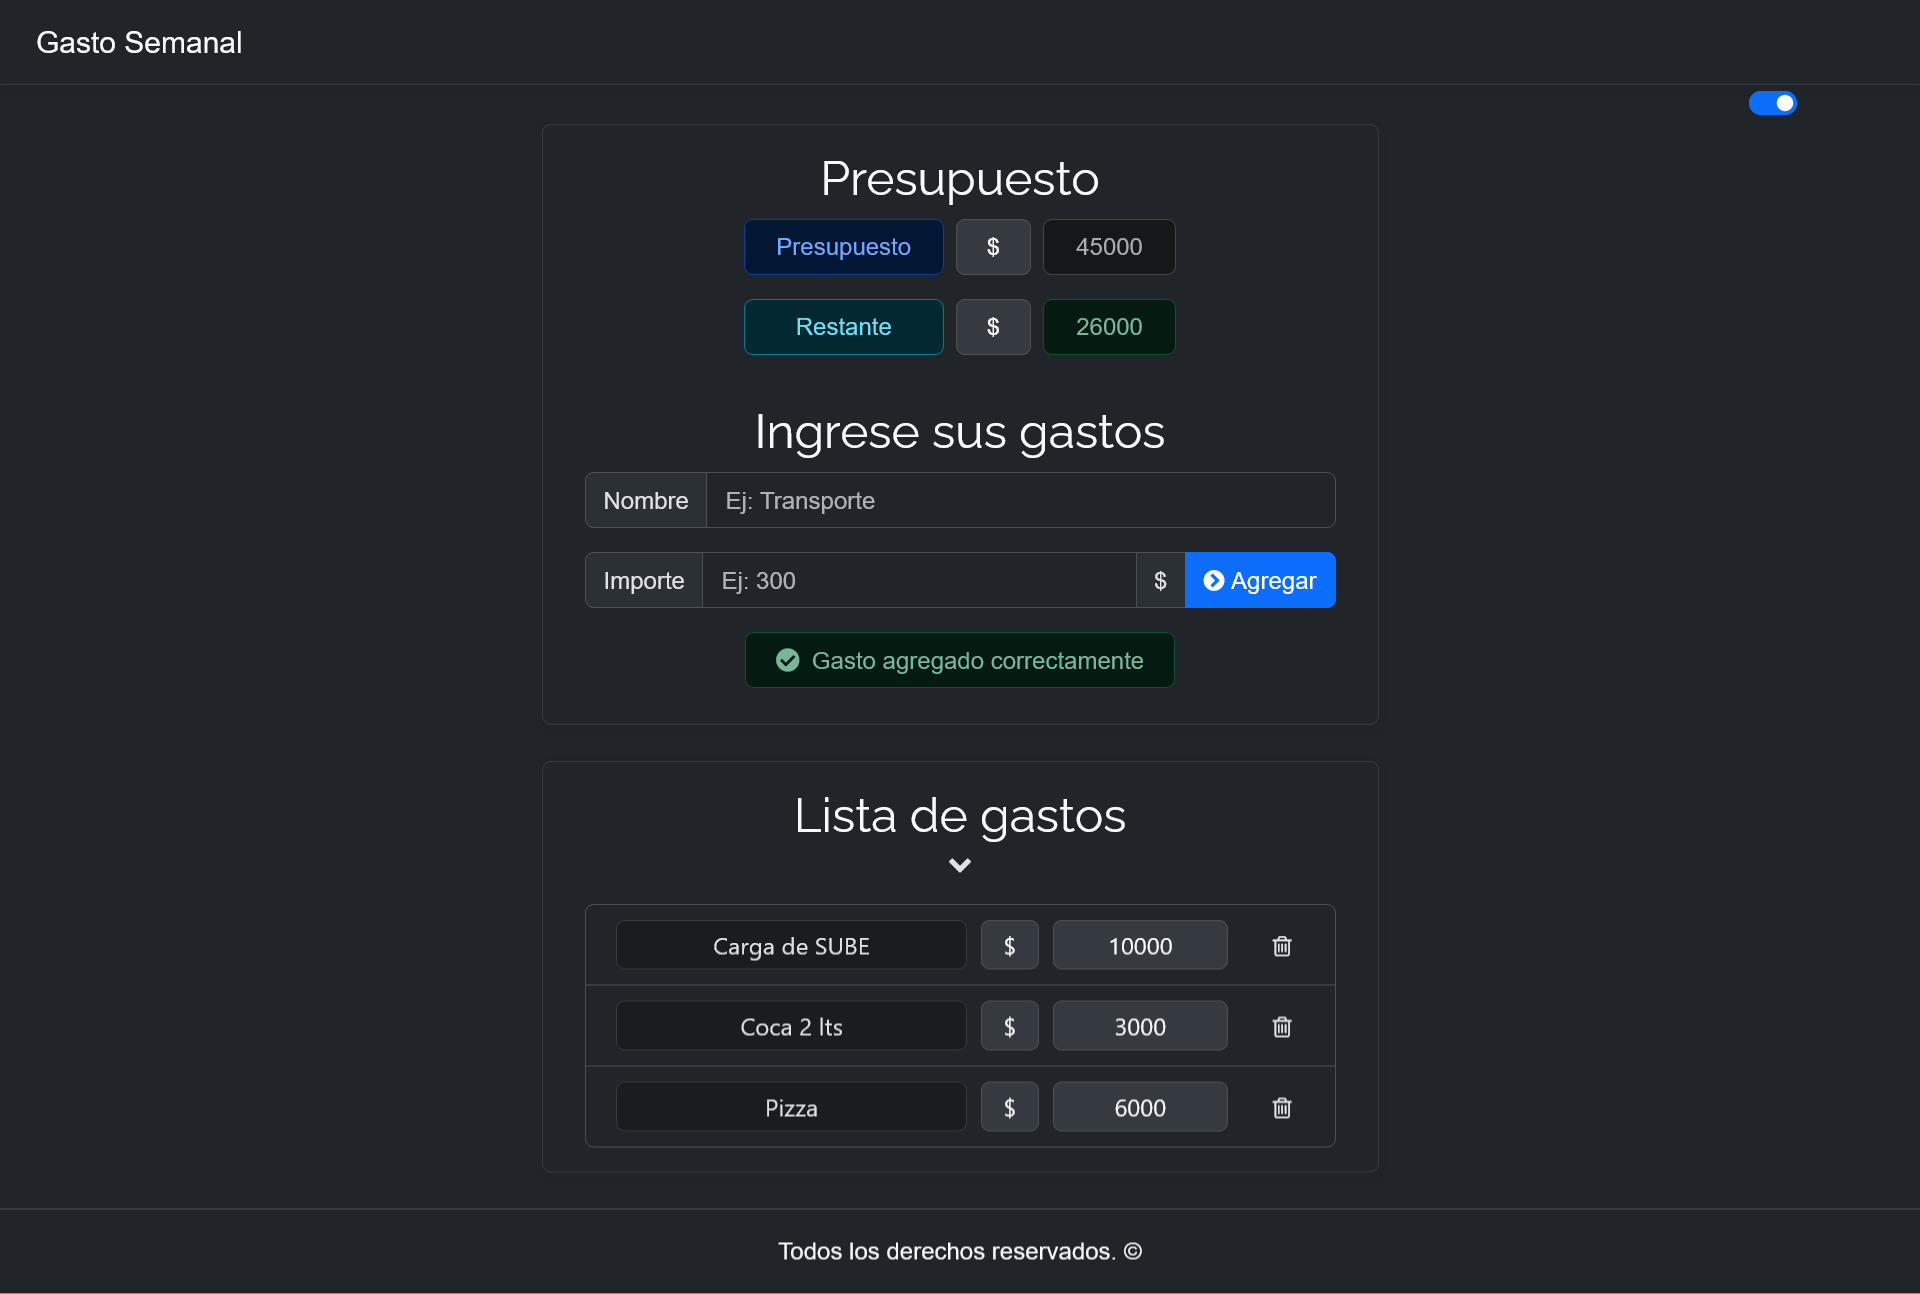 Gasto Semanal
Presupuesto
Presupuesto $ 45000
Restante $ 26000
Ingrese sus gastos
Nombre Ej: Transporte
Importe Ej: 300 $ Agregar
Gasto agregado correctamente
Lista de gastos
Carga de SUBE $ 10000
Coca 2 lts $ 3000
Pizza $ 6000
Todos los derechos reservados. ©